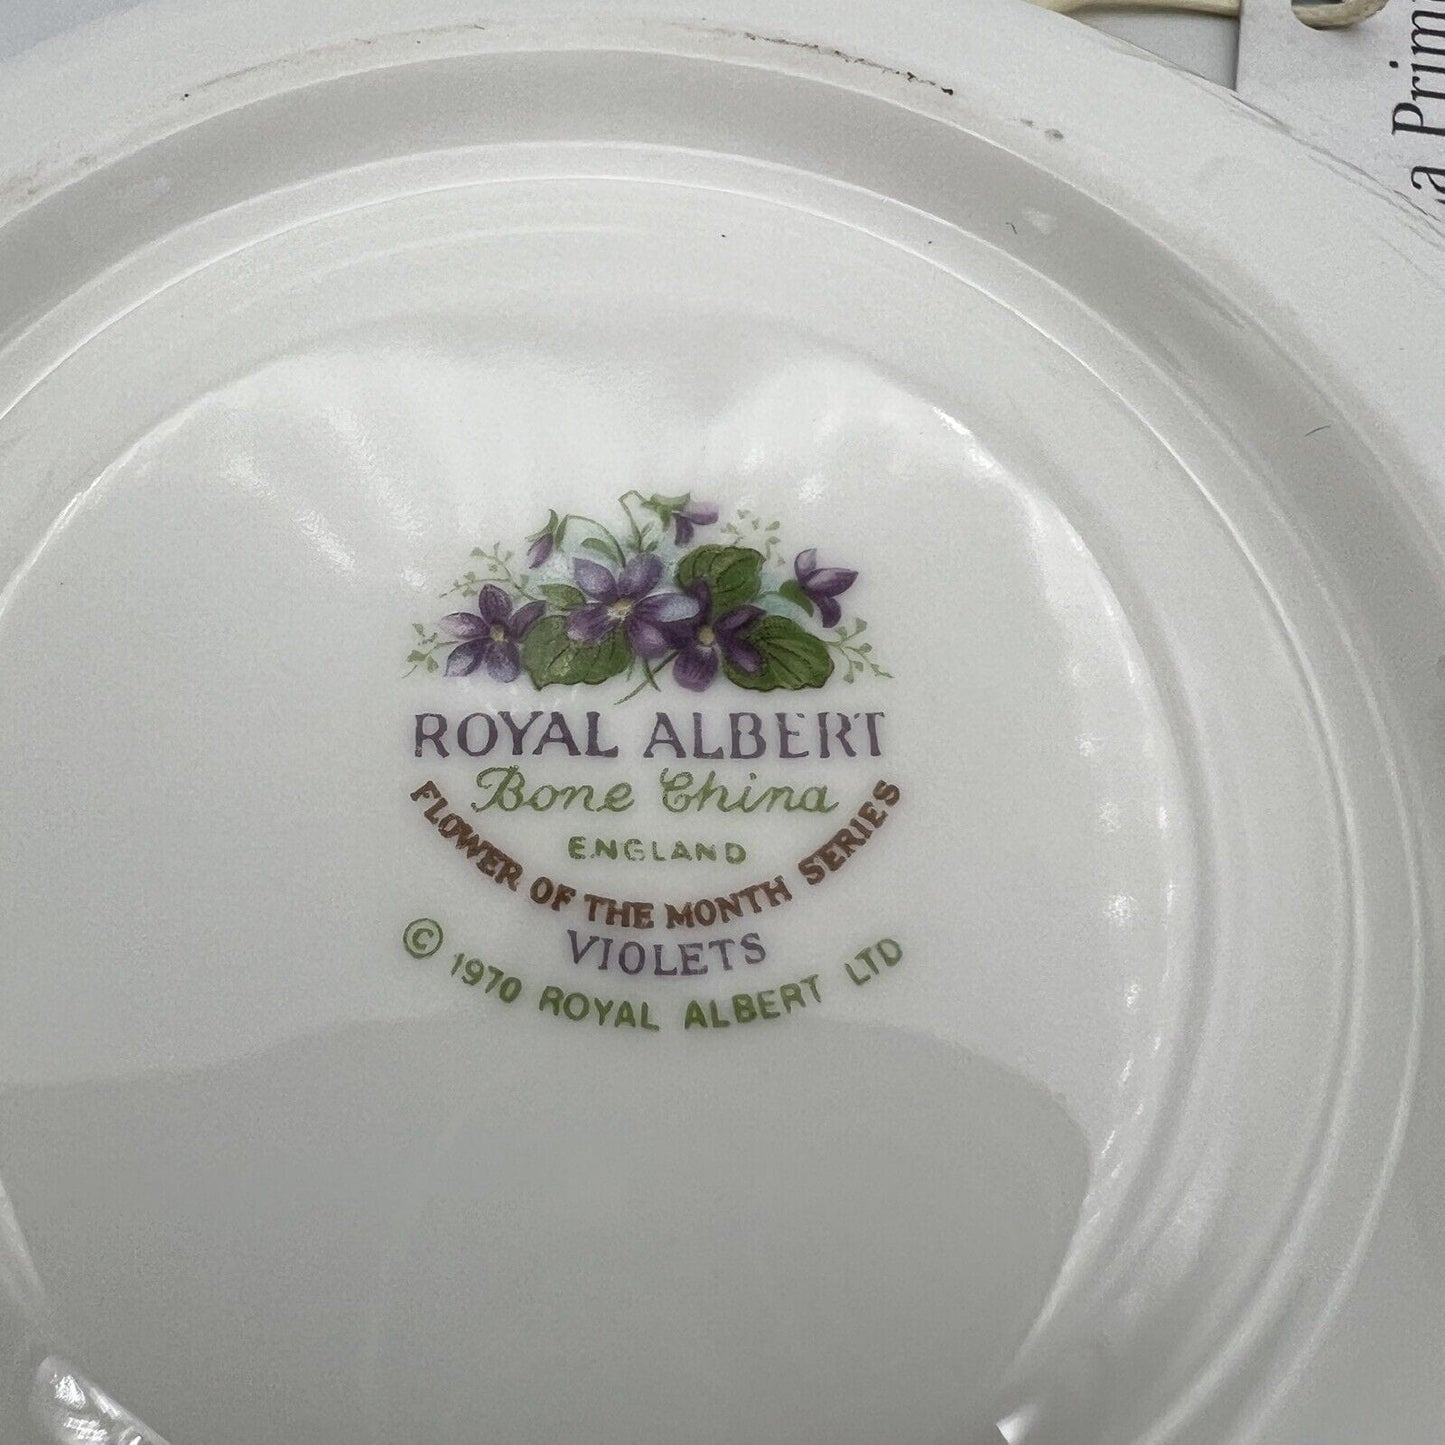 ROYAL ALBERT
Bone China
ENGLAND
FLOWER OF THE MONTH SERIES
VIOLETS
© 1970 ROYAL ALBERT LTD